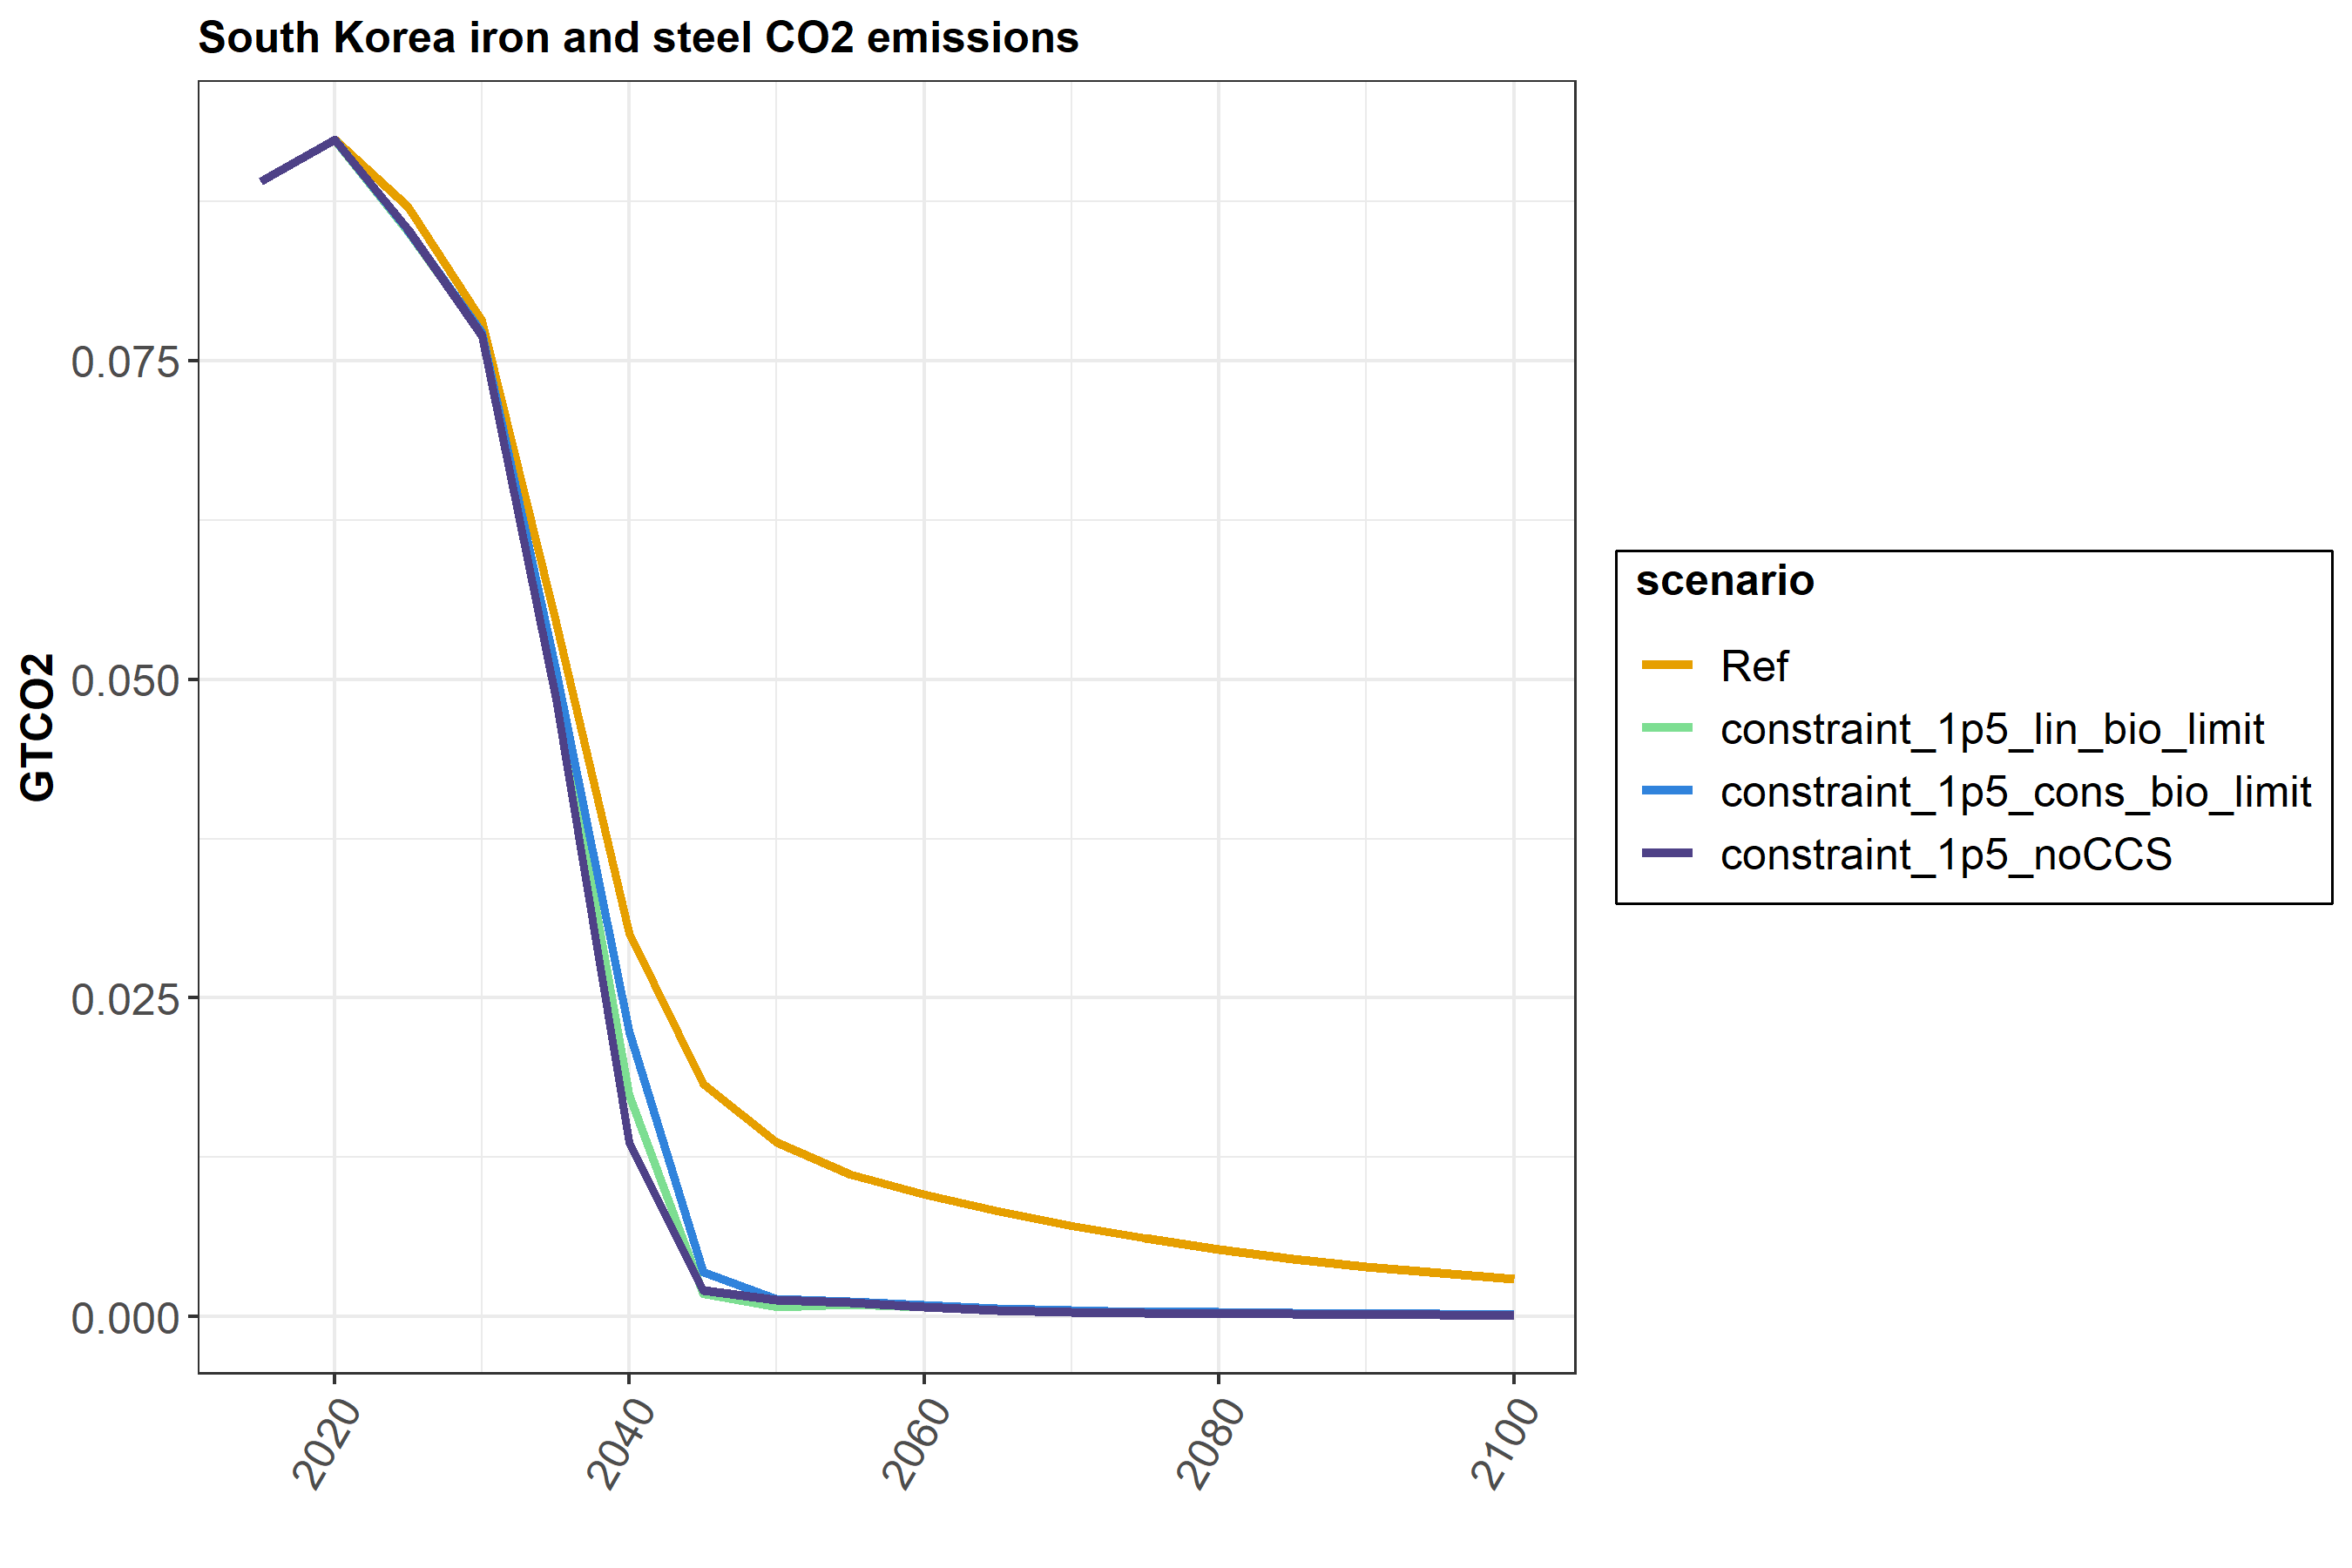 South Korea iron and steel CO2 emissions
GTCO2
0.075
0.050
0.025
0.000
2020
2040
2060
2080
2100
scenario
Ref
constraint_1p5_lin_bio_limit
constraint_1p5_cons_bio_limit
constraint_1p5_noCCS